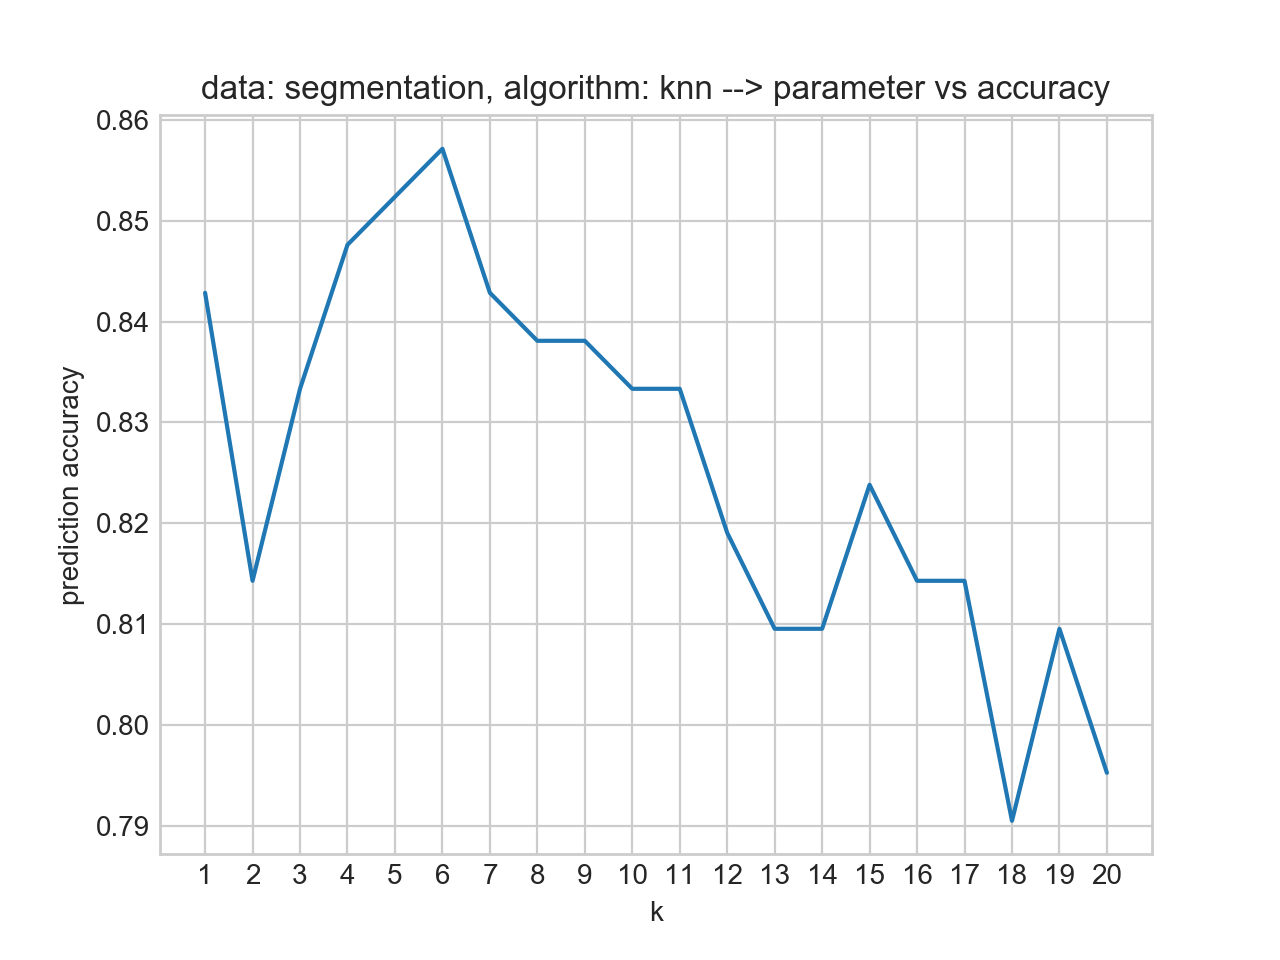 data: segmentation, algorithm: knn --> parameter vs accuracy
0.86
0.85
0.84
0.83
0.82
0.81
0.80
0.79
prediction accuracy
1 2 3 4 5 6 7 8 9 10 11 12 13 14 15 16 17 18 19 20
k